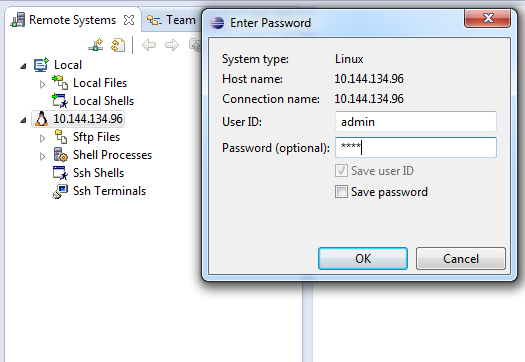 Remote Systems
Team
Local
Local Files
Local Shells
10.144.134.96
Sftp Files
Shell Processes
Ssh Shells
Ssh Terminals
Enter Password
System type: Linux
Host name: 10.144.134.96
Connection name: 10.144.134.96
User ID: admin
Password (optional): ****
Save user ID
Save password
OK
Cancel